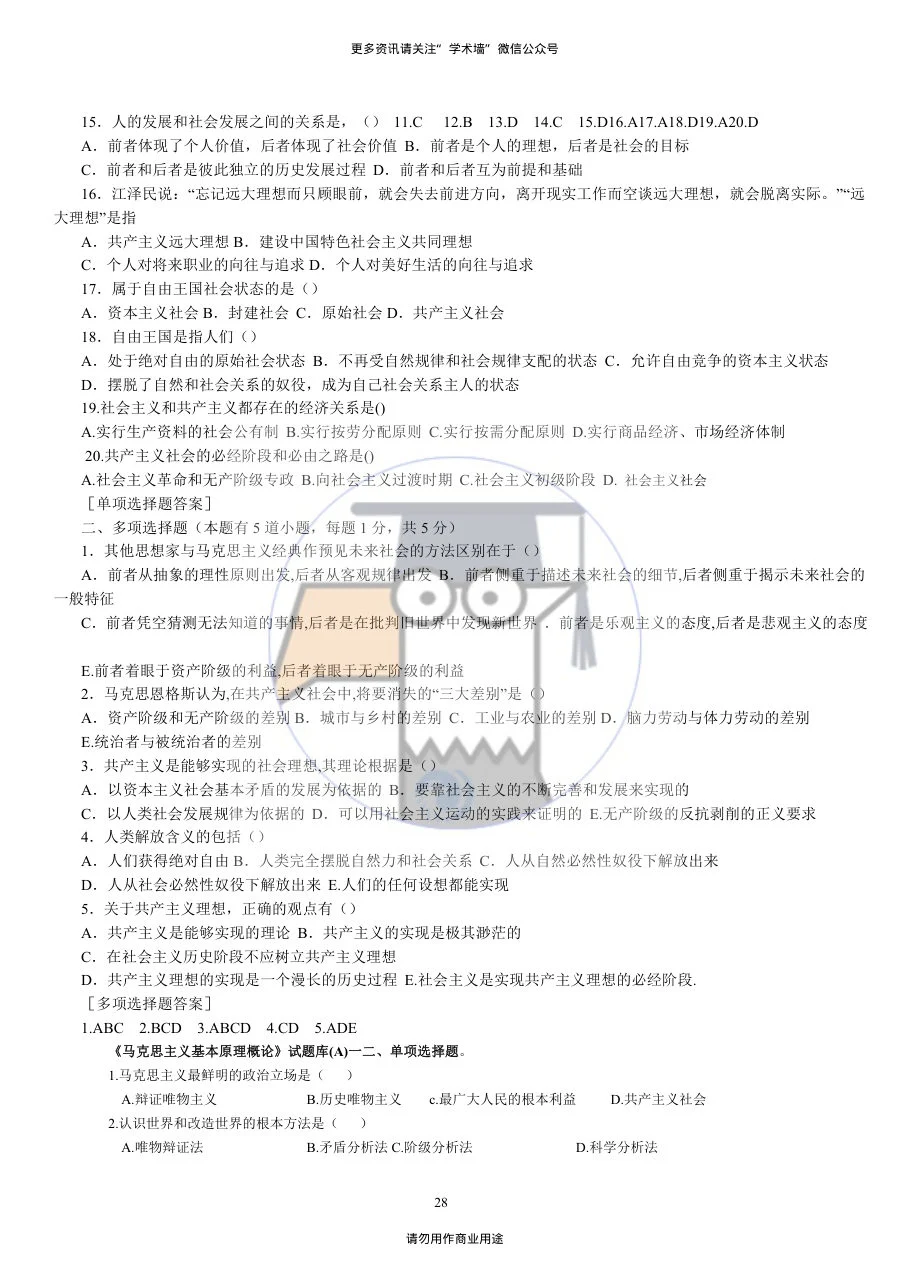 更多资讯请关注“学术墙”微信公众号
15．人的发展和社会发展之间的关系是，（） 11.C 12.B 13.D 14.C 15.D16.A17.A18.D19.A20.D
A．前者体现了个人价值，后者体现了社会价值 B．前者是个人的理想，后者是社会的目标
C．前者和后者是彼此独立的历史发展过程 D．前者和后者互为前提和基础
16．江泽民说：“忘记远大理想而只顾眼前，就会失去前进方向，离开现实工作而空谈远大理想，就会脱离实际。”“远
大理想”是指
A．共产主义远大理想 B．建设中国特色社会主义共同理想
C．个人对将来职业的向往与追求 D．个人对美好生活的向往与追求
17．属于自由王国社会状态的是（）
A．资本主义社会 B．封建社会 C．原始社会 D．共产主义社会
18．自由王国是指人们（）
A．处于绝对自由的原始社会状态 B．不再受自然规律和社会规律支配的状态 C．允许自由竞争的资本主义状态
D．摆脱了自然和社会关系的奴役，成为自己社会关系主人的状态
19.社会主义和共产主义都存在的经济关系是()
A.实行生产资料的社会公有制 B.实行按劳分配原则 C.实行按需分配原则 D.实行商品经济、市场经济体制
20.共产主义社会的必经阶段和必由之路是()
A.社会主义革命和无产阶级专政 B.向社会主义过渡时期 C.社会主义初级阶段 D. 社会主义社会
［单项选择题答案］
二、多项选择题（本题有 5 道小题，每题 1 分，共 5 分）
1．其他思想家与马克思主义经典作预见未来社会的方法区别在于（）
A．前者从抽象的理性原则出发,后者从客观规律出发 B．前者侧重于描述未来社会的细节,后者侧重于揭示未来社会的
一般特征
C．前者凭空猜测无法知道的事情,后者是在批判旧世界中发现新世界 ．前者是乐观主义的态度,后者是悲观主义的态度
E.前者着眼于资产阶级的利益,后者着眼于无产阶级的利益
2．马克思恩格斯认为,在共产主义社会中,将要消失的“三大差别”是（）
A．资产阶级和无产阶级的差别 B．城市与乡村的差别 C．工业与农业的差别 D．脑力劳动与体力劳动的差别
E.统治者与被统治者的差别
3．共产主义是能够实现的社会理想,其理论根据是（）
A．以资本主义社会基本矛盾的发展为依据的 B．要靠社会主义的不断完善和发展来实现的
C．以人类社会发展规律为依据的 D．可以用社会主义运动的实践来证明的 E.无产阶级的反抗剥削的正义要求
4．人类解放含义的包括（）
A．人们获得绝对自由 B．人类完全摆脱自然力和社会关系 C．人从自然必然性奴役下解放出来
D．人从社会必然性奴役下解放出来 E.人们的任何设想都能实现
5．关于共产主义理想，正确的观点有（）
A．共产主义是能够实现的理论 B．共产主义的实现是极其渺茫的
C．在社会主义历史阶段不应树立共产主义理想
D．共产主义理想的实现是一个漫长的历史过程 E.社会主义是实现共产主义理想的必经阶段.
［多项选择题答案］
1.ABC 2.BCD 3.ABCD 4.CD 5.ADE
《马克思主义基本原理概论》试题库(A)一二、单项选择题。
1.马克思主义最鲜明的政治立场是（ ）
A.辩证唯物主义 B.历史唯物主义 c.最广大人民的根本利益 D.共产主义社会
2.认识世界和改造世界的根本方法是（ ）
A.唯物辩证法 B.矛盾分析法 C.阶级分析法 D.科学分析法
28
请勿用作商业用途